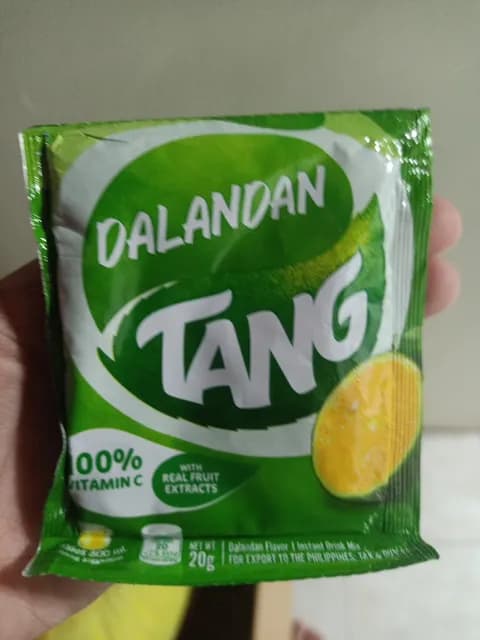 DALANDAN
TANG
100%
VITAMIN C
WITH
REAL FRUIT
EXTRACTS
NET WT
20g
Dalandan Flavor | Instant Drink Mix
FOR EXPORT TO THE PHILIPPINES. TAX &